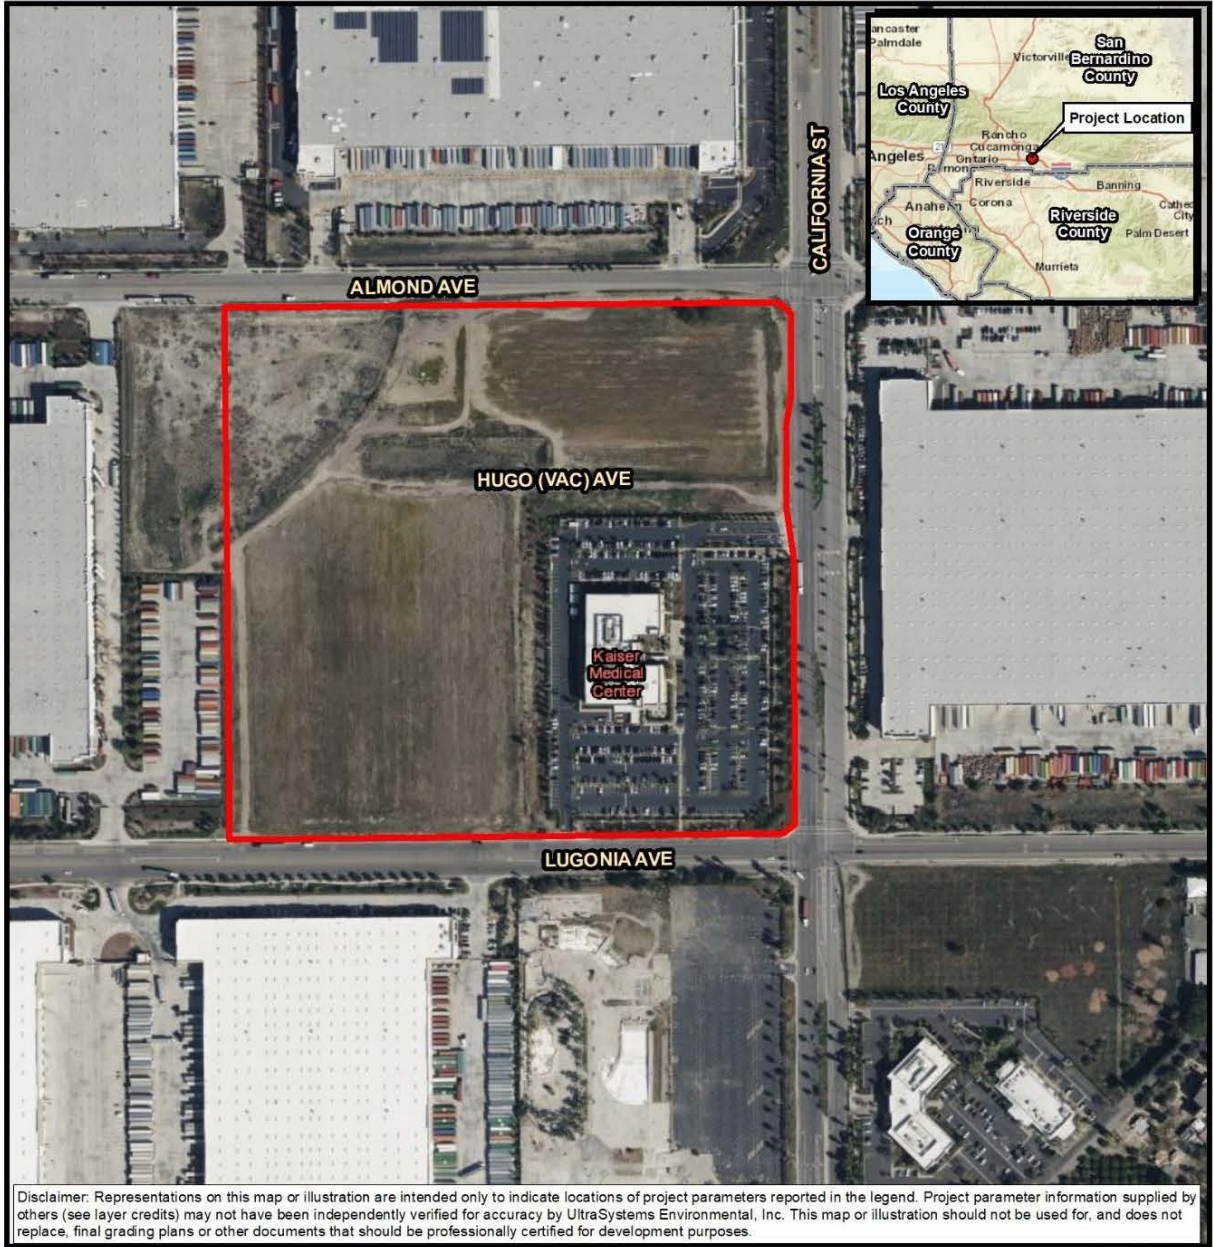 ancaster
Palmdale
Victorville
San
Bernardino
County
Los Angeles
County
Project Location
Rancho
Cucamonga
Angeles
Ontario
Pomona
Riverside
Banning
Anaheim
Corona
Cathed
City
Riverside
County
Palm Desert
Orange
County
Murrieta
CALIFORNIA ST
ALMOND AVE
HUGO (VAC) AVE
Kaiser
Medical
Center
LUGONIA AVE
Disclaimer: Representations on this map or illustration are intended only to indicate locations of project parameters reported in the legend. Project parameter information supplied by
others (see layer credits) may not have been independently verified for accuracy by UltraSystems Environmental, Inc. This map or illustration should not be used for, and does not
replace, final grading plans or other documents that should be professionally certified for development purposes.